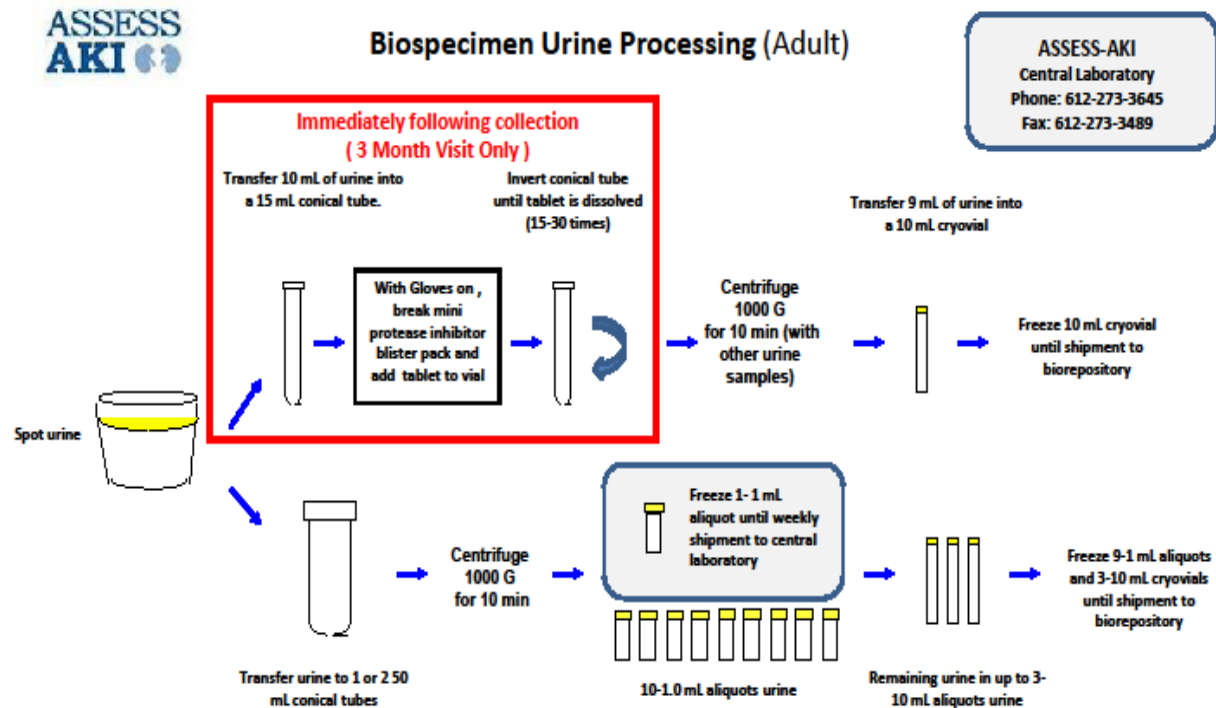 ASSESS
AKI
Biospecimen Urine Processing (Adult)
ASSESS-AKI
Central Laboratory
Phone: 612-273-3645
Fax: 612-273-3489
Immediately following collection
( 3 Month Visit Only )
Transfer 10 mL of urine into
a 15 mL conical tube.
Invert conical tube
until tablet is dissolved
(15-30 times)
Transfer 9 mL of urine into
a 10 mL cryovial
With Gloves on ,
break mini
protease inhibitor
blister pack and
add tablet to vial
Centrifuge
1000 G
for 10 min (with
other urine
samples)
Freeze 10 mL cryovial
until shipment to
biorepository
Spot urine
Centrifuge
1000 G
for 10 min
Freeze 1- 1 mL
aliquot until weekly
shipment to central
laboratory
Freeze 9-1 mL aliquots
and 3-10 mL cryovials
until shipment to
biorepository
Transfer urine to 1 or 2 50
mL conical tubes
10-1.0 mL aliquots urine
Remaining urine in up to 3-
10 mL aliquots urine